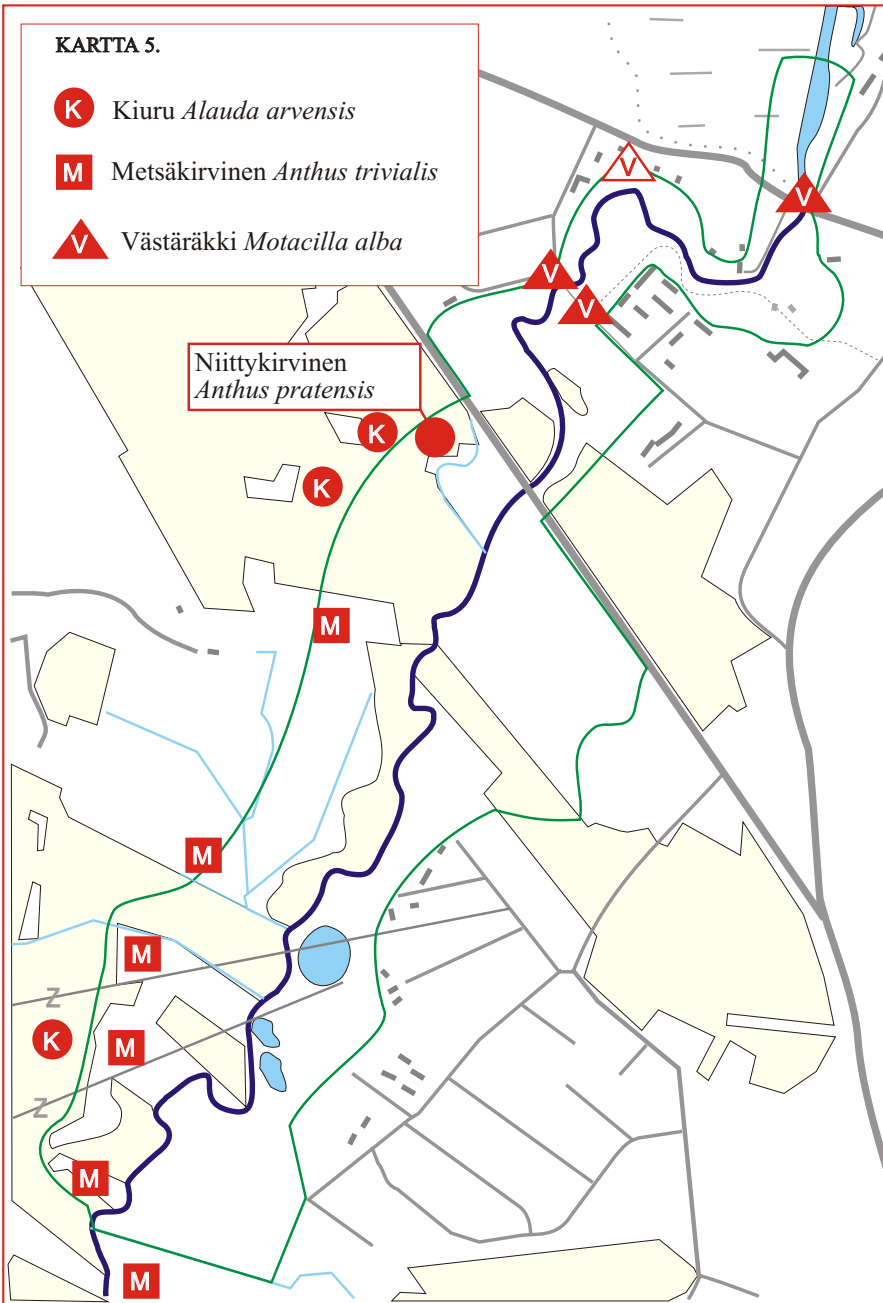 KARTTA 5.
K Kiuru Alauda arvensis
M Metsäkirvinen Anthus trivialis
V Västäräkki Motacilla alba
V
V
V
V
Niittykirvinen
Anthus pratensis
K
K
M
M
M
Z
K
M
Z
M
M